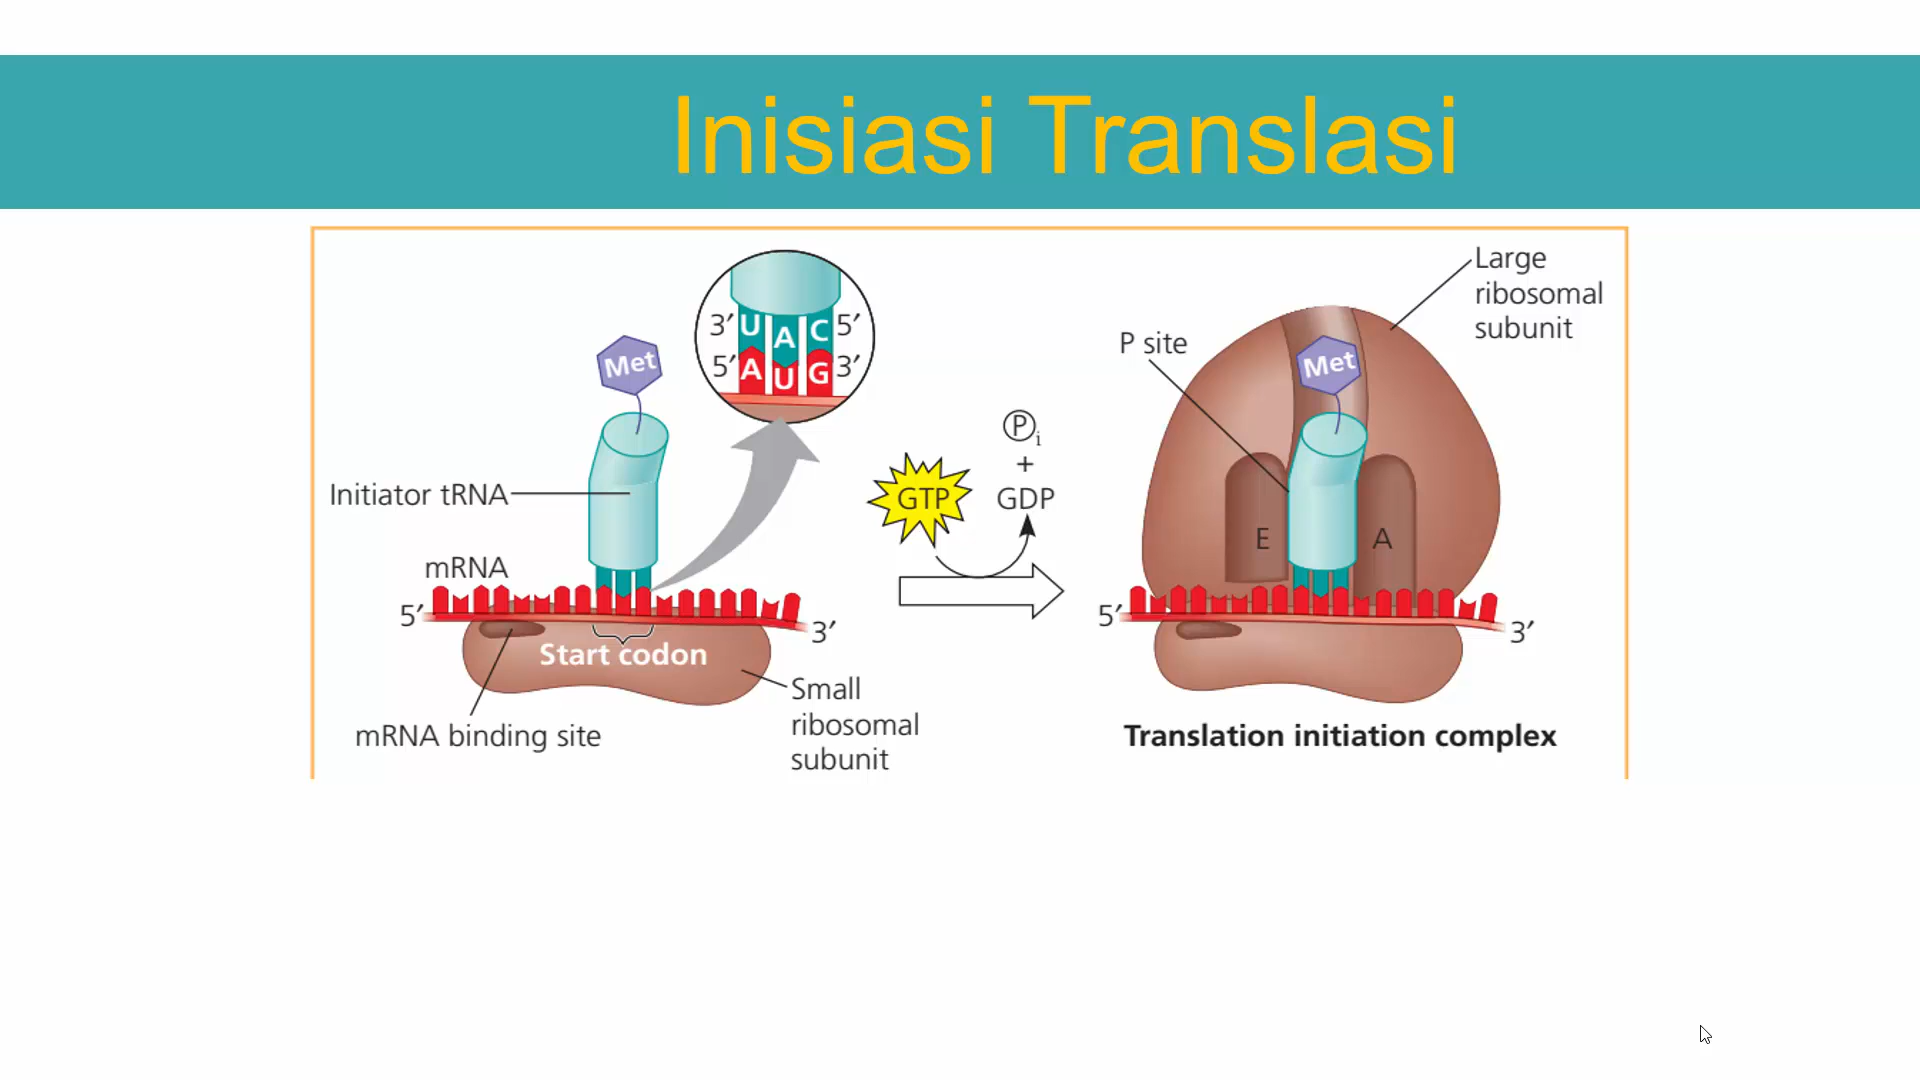 Inisiasi Translasi
Large
ribosomal
subunit
3′ U A C 5′
5′ A U G 3′
P site
Met
Met
Pi
+
GTP
GDP
Initiator tRNA
E
A
mRNA
5′
3′
5′
3′
Start codon
Small
ribosomal
subunit
mRNA binding site
Translation initiation complex